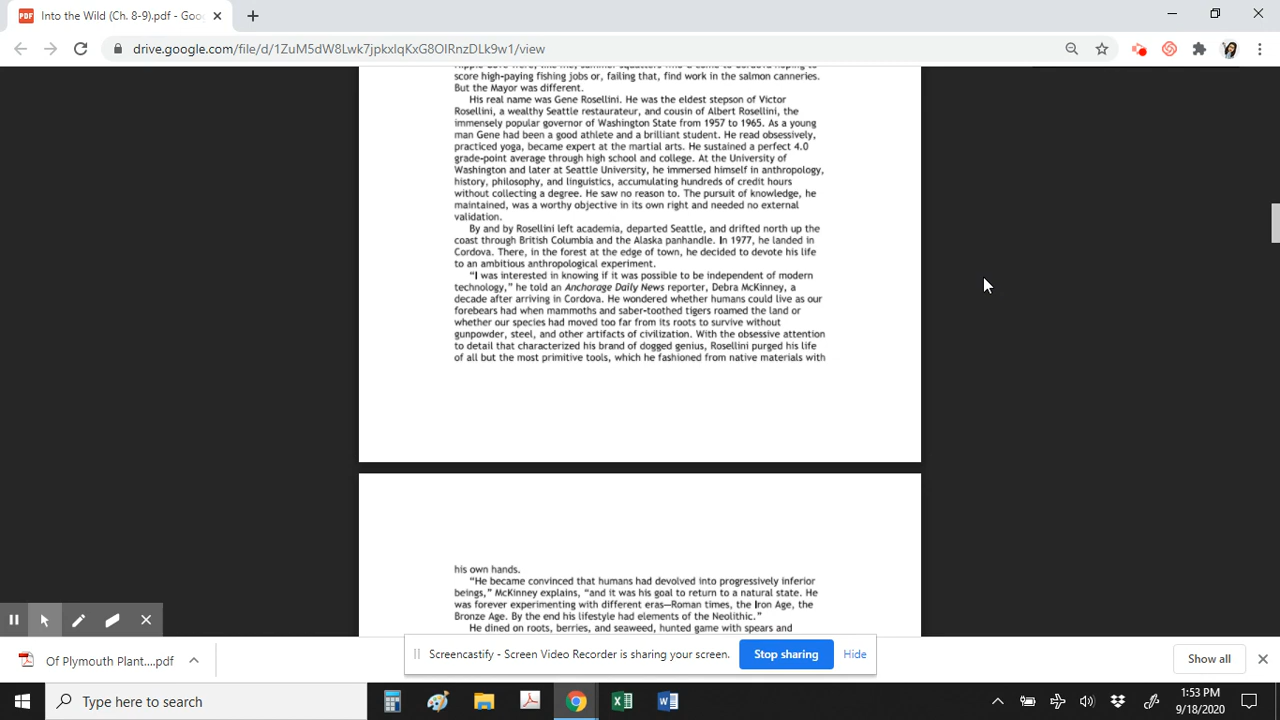 Into the Wild (Ch. 8-9).pdf - Goo
drive.google.com/file/d/1ZuM5dW8Lwk7jpkxlqKxG8OIRnzDLk9w1/view
score high-paying fishing jobs or, failing that, find work in the salmon canneries.
But the Mayor was different.
His real name was Gene Rosellini. He was the eldest stepson of Victor
Rosellini, a wealthy Seattle restaurateur, and cousin of Albert Rosellini, the
immensely popular governor of Washington State from 1957 to 1965. As a young
man Gene had been a good athlete and a brilliant student. He read obsessively,
practiced yoga, became expert at the martial arts. He sustained a perfect 4.0
grade-point average through high school and college. At the University of
Washington and later at Seattle University, he immersed himself in anthropology,
history, philosophy, and linguistics, accumulating hundreds of credit hours
without collecting a degree. He saw no reason to. The pursuit of knowledge, he
maintained, was a worthy objective in its own right and needed no external
validation.
By and by Rosellini left academia, departed Seattle, and drifted north up the
coast through British Columbia and the Alaska panhandle. In 1977, he landed in
Cordova. There, in the forest at the edge of town, he decided to devote his life
to an ambitious anthropological experiment.
“I was interested in knowing if it was possible to be independent of modern
technology,” he told an Anchorage Daily News reporter, Debra McKinney, a
decade after arriving in Cordova. He wondered whether humans could live as our
forebears had when mammoths and saber-toothed tigers roamed the land or
whether our species had moved too far from its roots to survive without
gunpowder, steel, and other artifacts of civilization. With the obsessive attention
to detail that characterized his brand of dogged genius, Rosellini purged his life
of all but the most primitive tools, which he fashioned from native materials with
his own hands.
“He became convinced that humans had devolved into progressively inferior
beings,” McKinney explains, “and it was his goal to return to a natural state. He
was forever experimenting with different eras—Roman times, the Iron Age, the
Bronze Age. By the end his lifestyle had elements of the Neolithic.”
He dined on roots, berries, and seaweed, hunted game with spears and
Screencastify - Screen Video Recorder is sharing your screen.
Stop sharing
Hide
Of Plymouth Plant....pdf
Show all
Type here to search
1:53 PM
9/18/2020